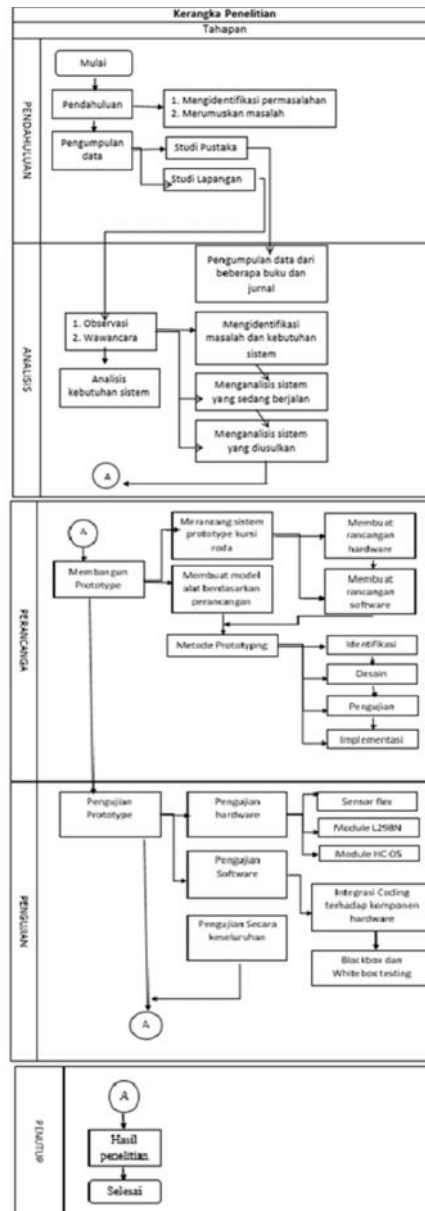 Kerangka Penelitian
Tahapan
PENDAHULUAN
Mulai
Pendahuluan
1. Mengidentifikasi permasalahan
2. Merumuskan masalah
Pengumpulan
data
Studi Pustaka
Studi Lapangan
ANALISIS
Pengumpulan data dari
beberapa buku dan
jurnal
1. Observasi
2. Wawancara
Mengidentifikasi
masalah dan kebutuhan
sistem
Analisis
kebutuhan sistem
Menganalisis sistem
yang sedang berjalan
Menganalisis sistem
yang diusulkan
A
PERANCANGA
A
Merancang sistem
prototype kursi
roda
Membuat
rancangan
hardware
Membangun
Prototype
Membuat model
alat berdasarkan
perancangan
Membuat
rancangan
software
Metode Prototypng
Identifikasi
Desain
Pengujian
Implementasi
PENGUJIAN
Pengujian
Prototype
Pengujian
hardware
Sensor flex
Module L298N
Module HC-05
Pengujian
Software
Integrasi Coding
terhadap komponen
hardware
Pengujian Secara
keseluruhan
Blackbox dan
Whitebox testing
A
PENUTUP
A
Hasil
penelitian
Selesai